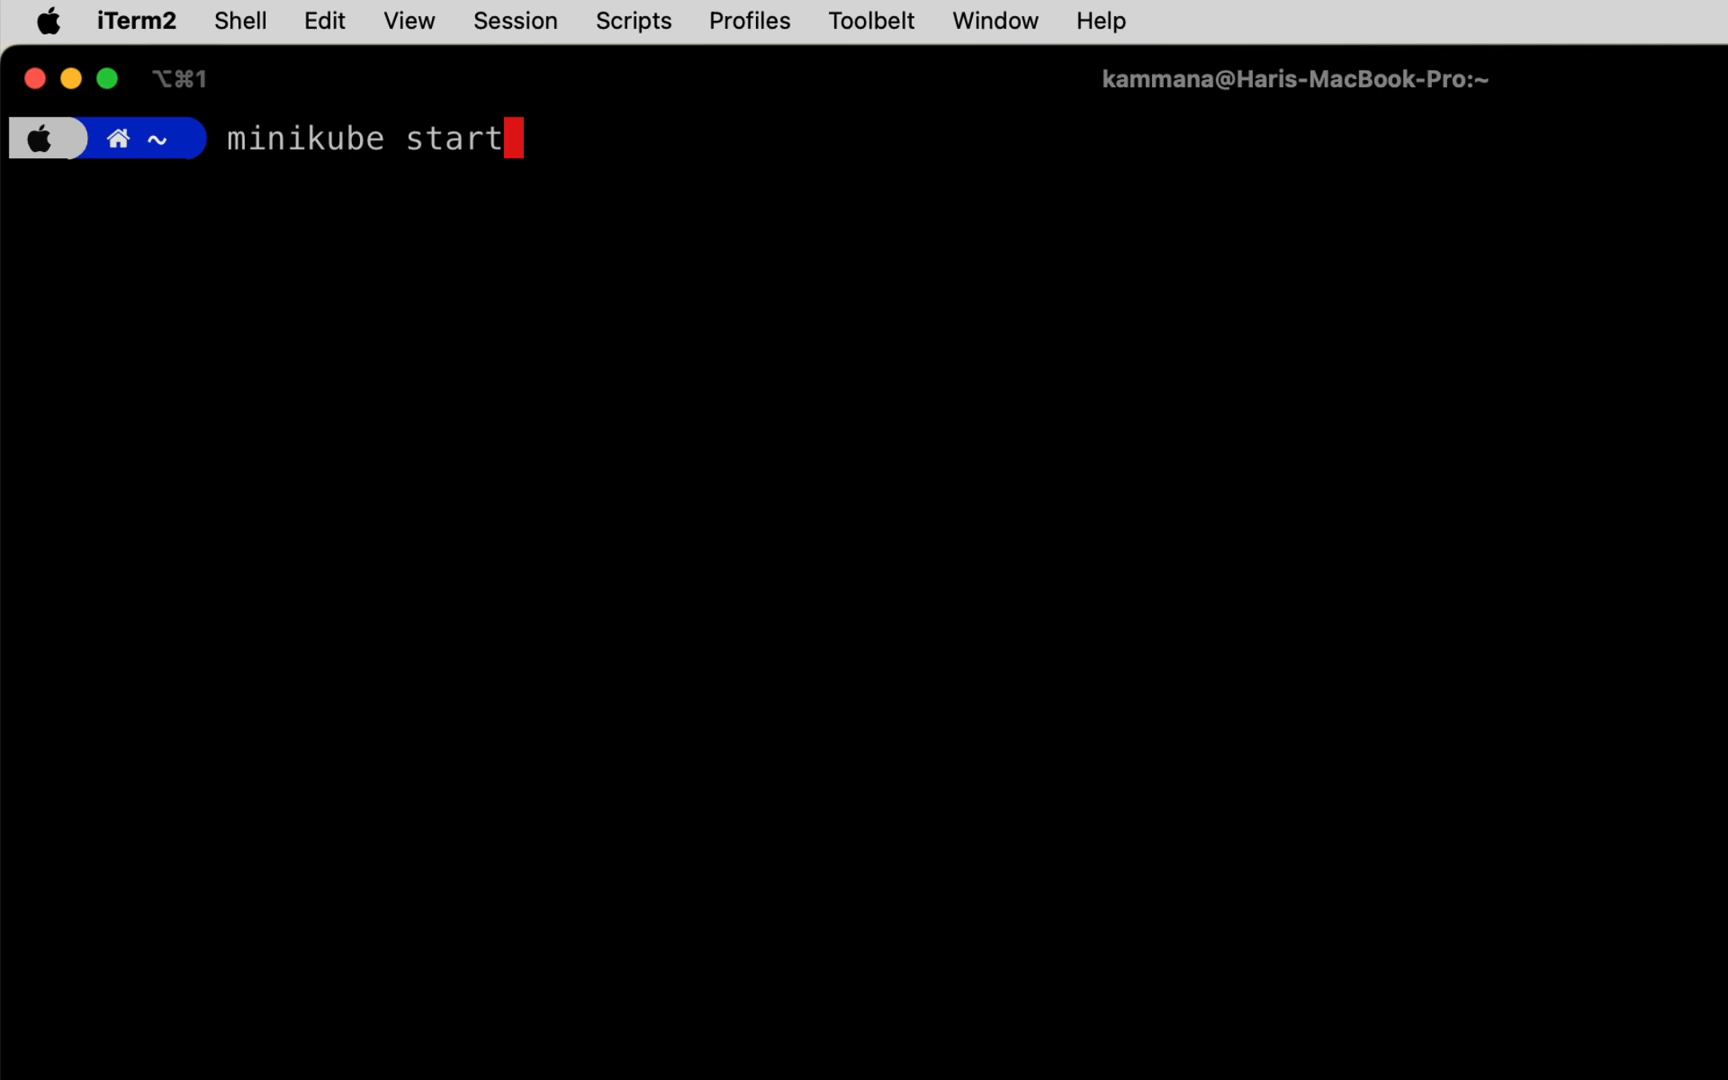 iTerm2 Shell Edit View Session Scripts Profiles Toolbelt Window Help
⌥⌘1 kammana@Haris-MacBook-Pro:~
~ minikube start